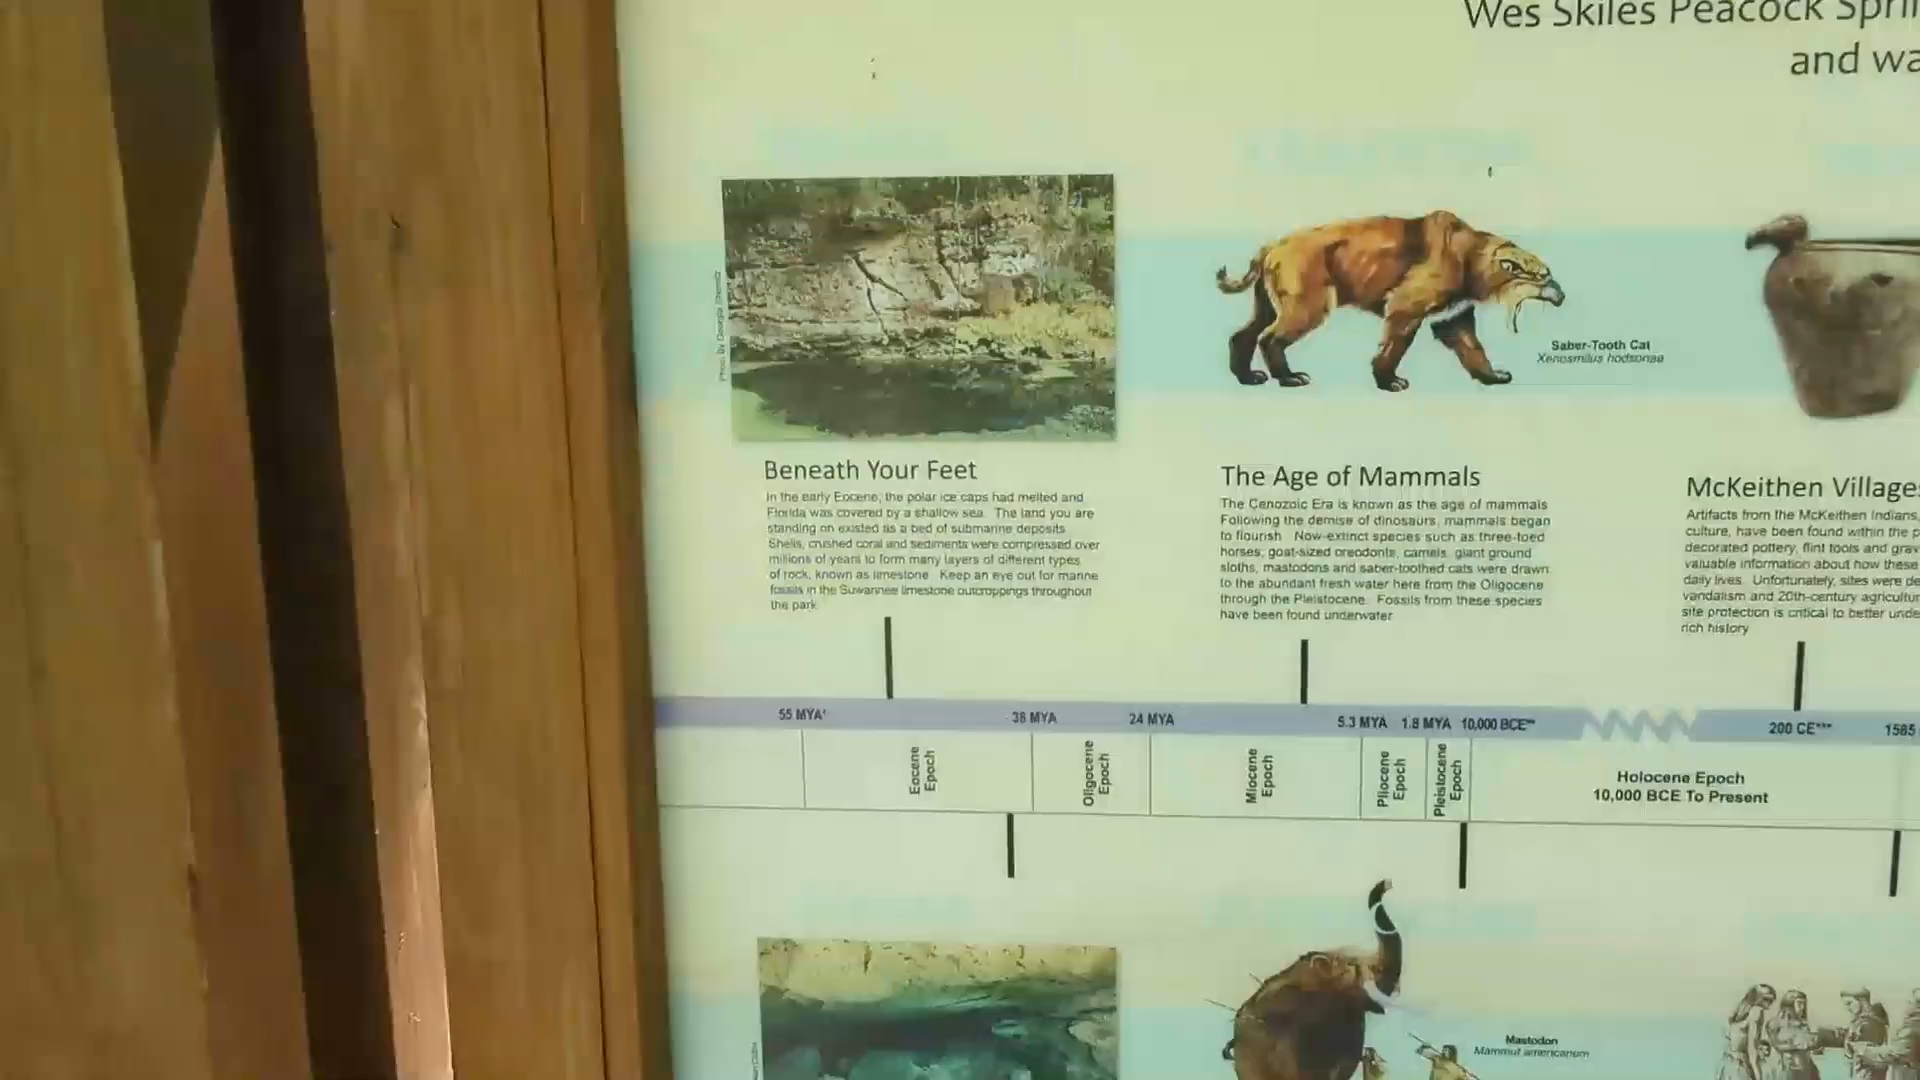 Wes Skiles Peacock Spri
and wa
Saber-Tooth Cat
Xenosmilus hodsonae
Beneath Your Feet
In the early Eocene, the polar ice caps had melted and
Florida was covered by a shallow sea. The land you are
standing on existed as a bed of submarine deposits
Shells, crushed coral and sediments were compressed over
millions of years to form many layers of different types
of rock, known as limestone. Keep an eye out for marine
fossils in the Suwannee limestone outcroppings throughout
the park
The Age of Mammals
The Cenozoic Era is known as the age of mammals
Following the demise of dinosaurs, mammals began
to flourish. Now-extinct species such as three-toed
horses, goat-sized oreodonts, camels, giant ground
sloths, mastodons and saber-toothed cats were drawn
to the abundant fresh water here from the Oligocene
through the Pleistocene. Fossils from these species
have been found underwater
McKeithen Villages
Artifacts from the McKeithen Indians,
culture, have been found within the p
decorated pottery, flint tools and grav
valuable information about how these
daily lives. Unfortunately, sites were de
vandalism and 20th-century agricultur
site protection is critical to better unde
rich history
55 MYA*
38 MYA
24 MYA
5.3 MYA
1.8 MYA
10,000 BCE**
200 CE***
1585
Eocene
Epoch
Oligocene
Epoch
Miocene
Epoch
Pliocene
Epoch
Pleistocene
Epoch
Holocene Epoch
10,000 BCE To Present
Mastodon
Mammut americanum